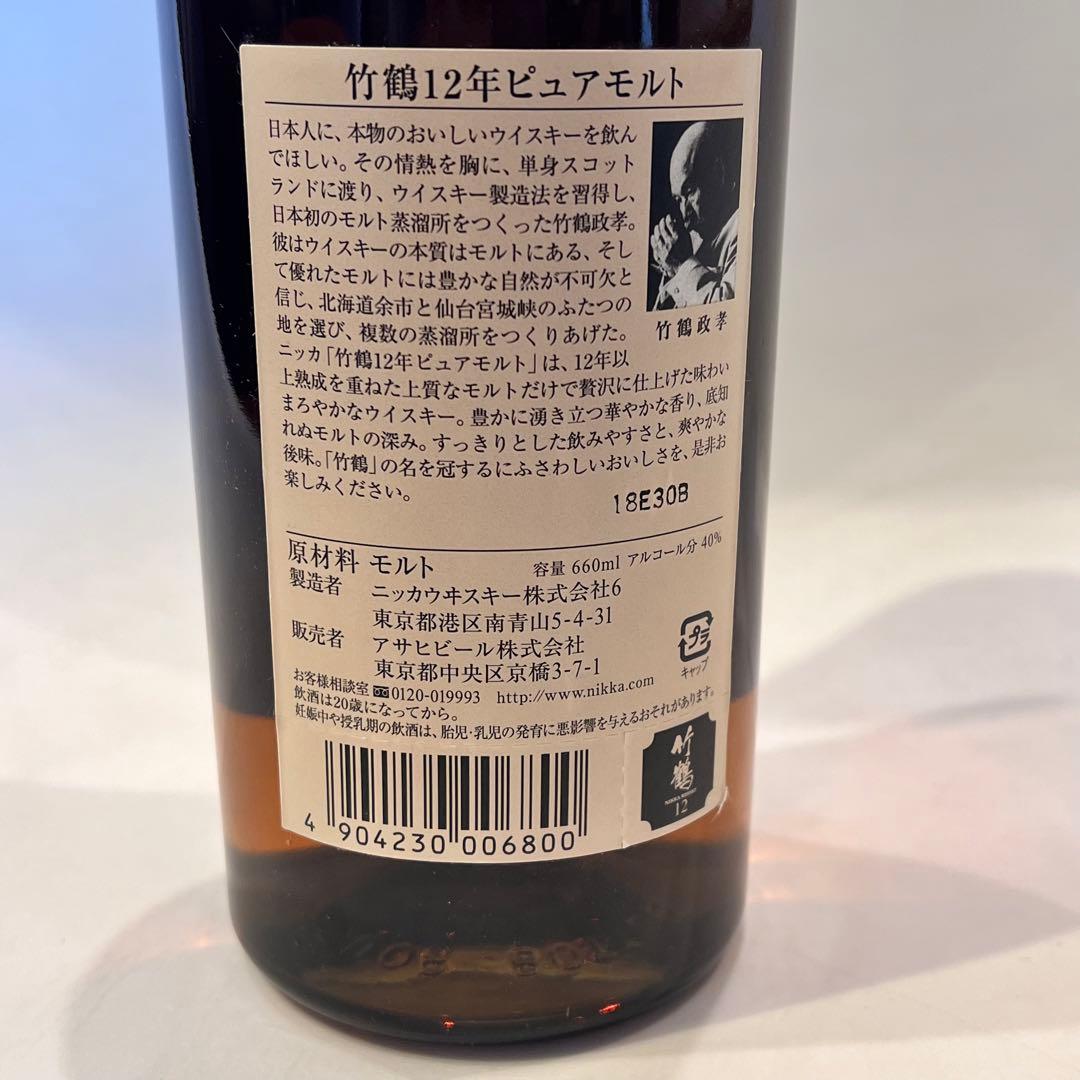 竹鶴12年ピュアモルト
日本人に、本物のおいしいウイスキーを飲ん
でほしい。その情熱を胸に、単身スコット
ランドに渡り、ウイスキー製造法を習得し、
日本初のモルト蒸溜所をつくった竹鶴政孝。
彼はウイスキーの本質はモルトにある、そし
て優れたモルトには豊かな自然が不可欠と
信じ、北海道余市と仙台宮城峡のふたつの
地を選び、複数の蒸溜所をつくりあげた。
竹鶴政孝
ニッカ「竹鶴12年ピュアモルト」は、12年以
上熟成を重ねた上質なモルトだけで贅沢に仕上げた味わい
まろやかなウイスキー。豊かに湧き立つ華やかな香り、底知
れぬモルトの深み。すっきりとした飲みやすさと、爽やかな
後味。「竹鶴」の名を冠するにふさわしいおいしさを、是非お
楽しみください。
18E30B
原材料 モルト 容量 660ml アルコール分 40%
製造者 ニッカウヰスキー株式会社6
東京都港区南青山5-4-31
販売者 アサヒビール株式会社
東京都中央区京橋3-7-1
プラ
キャップ
お客様相談室 0120-019993 http://www.nikka.com
飲酒は20歳になってから。
妊娠中や授乳期の飲酒は、胎児・乳児の発育に悪影響を与えるおそれがあります。
竹鶴
NIKKA WHISKY
12
4 904230 006800